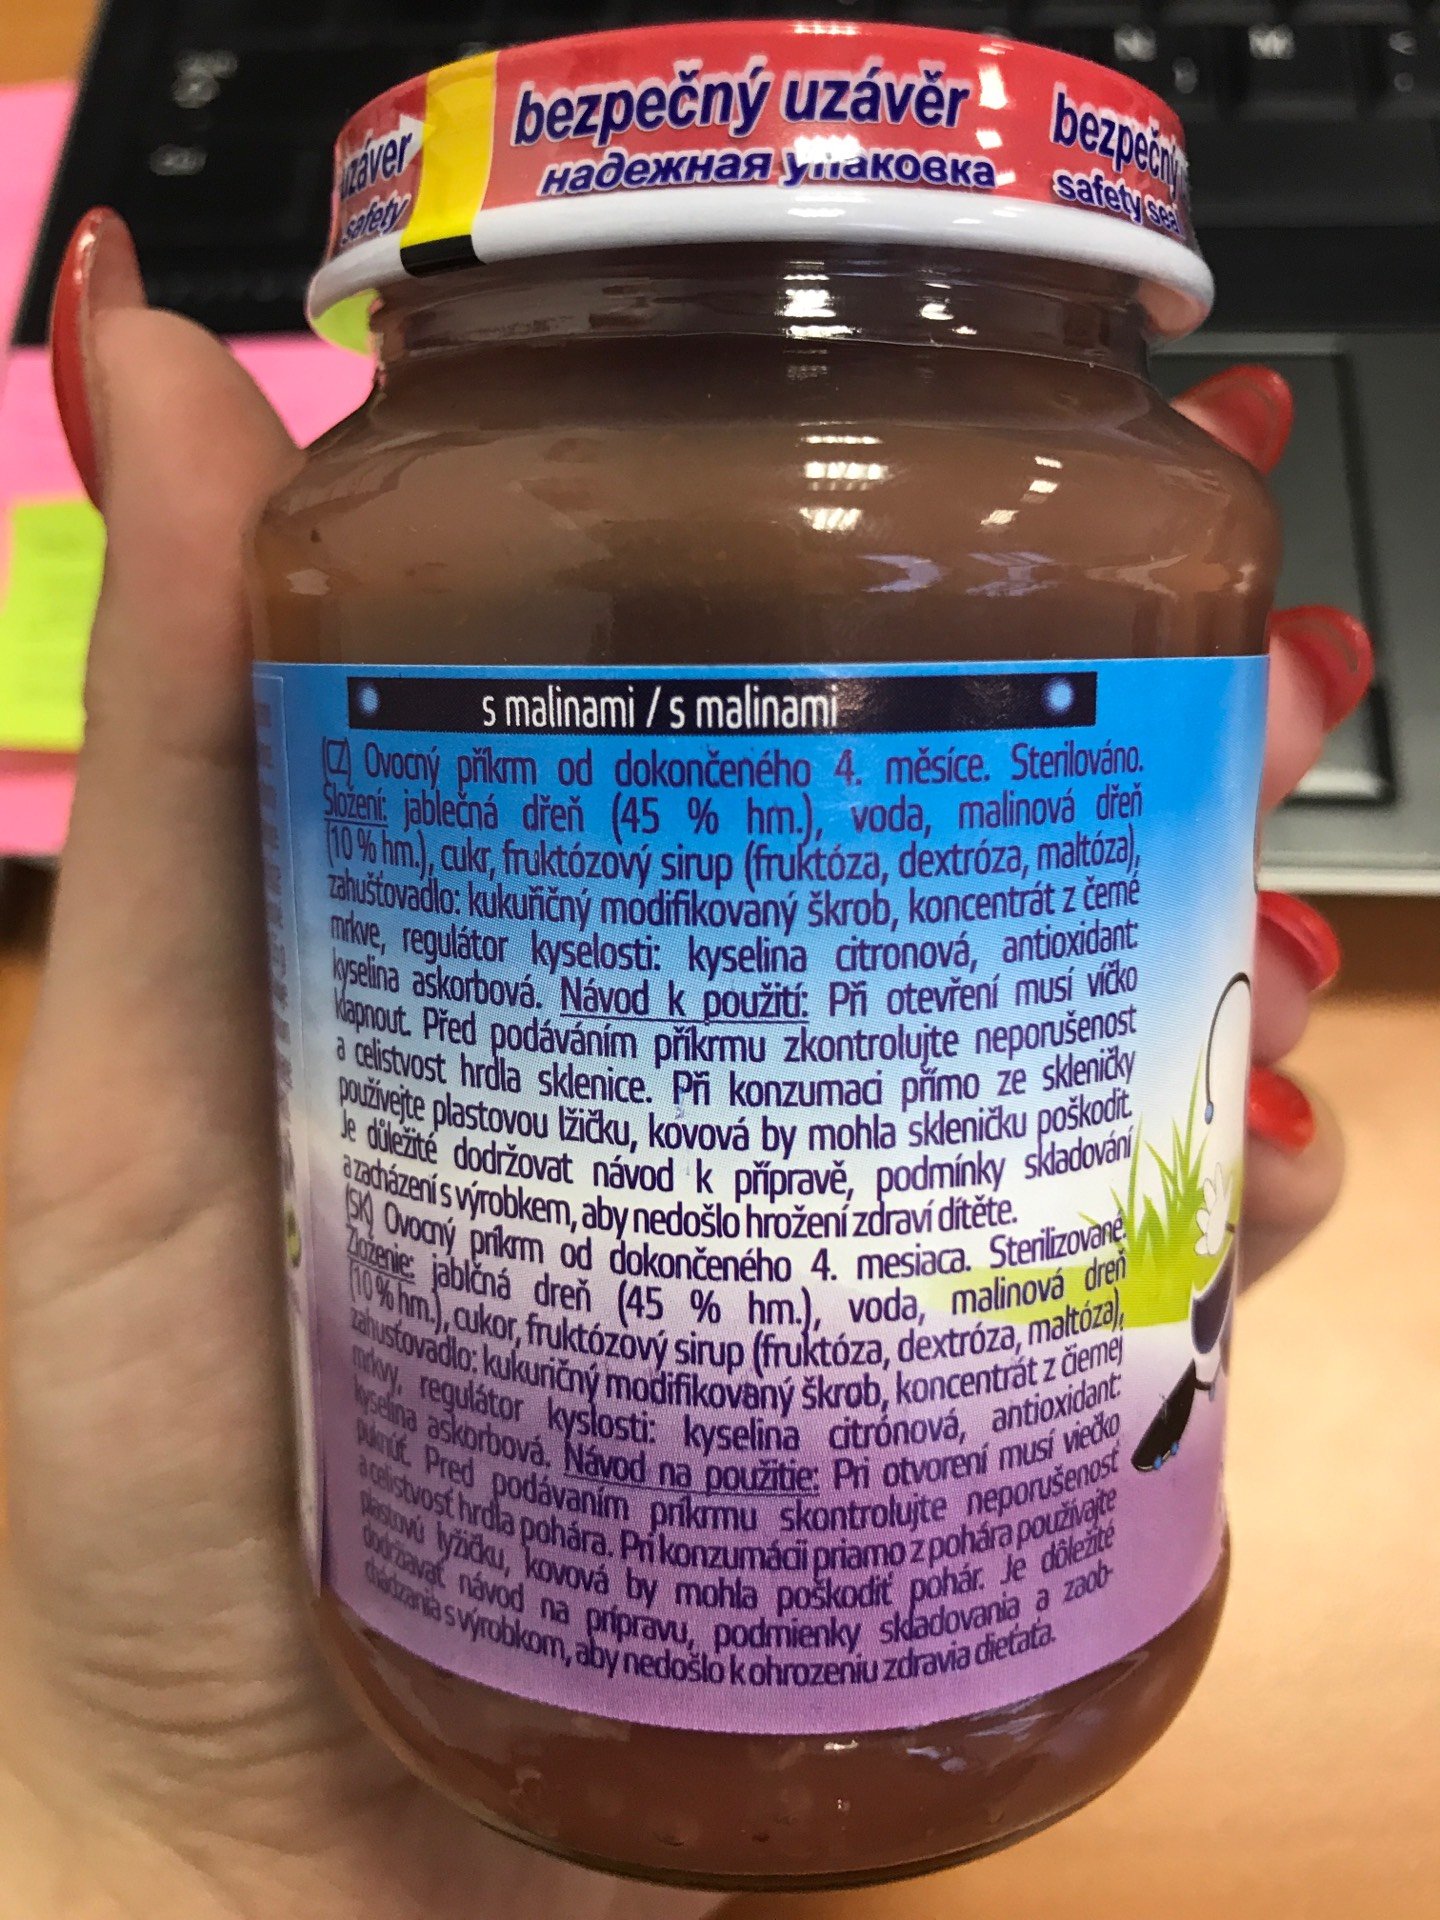 uzáver
safety
bezpečný uzávěr
надежная упаковка
bezpečný
safety seal
s malinami / s malinami
(CZ) Ovocný příkrm od dokončeného 4. měsíce. Sterilováno.
Složení: jablečná dřeň (45 % hm.), voda, malinová dřeň
(10 % hm.), cukr, fruktózový sirup (fruktóza, dextróza, maltóza),
zahušťovadlo: kukuřičný modifikovaný škrob, koncentrát z černé
mrkve, regulátor kyselosti: kyselina citronová, antioxidant:
kyselina askorbová. Návod k použití: Při otevření musí víčko
klapnout. Před podáváním příkrmu zkontrolujte neporušenost
a celistvost hrdla sklenice. Při konzumaci přímo ze skleničky
používejte plastovou lžičku, kovová by mohla skleničku poškodit.
Je důležité dodržovat návod k přípravě, podmínky skladování
a zacházení s výrobkem, aby nedošlo hrožení zdraví dítěte.
(SK) Ovocný príkrm od dokončeného 4. mesiaca. Sterilizované.
Zloženie: jablčná dreň (45 % hm.), voda, malinová dreň
(10 % hm.), cukor, fruktózový sirup (fruktóza, dextróza, maltóza),
zahusťovadlo: kukuričný modifikovaný škrob, koncentrát z čiernej
mrkvy, regulátor kyslosti: kyselina citrónová, antioxidant:
kyselina askorbová. Návod na použitie: Pri otvorení musí viečko
puknúť. Pred podávaním príkrmu skontrolujte neporušenosť
a celistvosť hrdla pohára. Pri konzumácii priamo z pohára používajte
plastovú lyžičku, kovová by mohla poškodiť pohár. Je dôležité
dodržiavať návod na prípravu, podmienky skladovania a zaob-
chádzania s výrobkom, aby nedošlo k ohrozeniu zdravia dieťaťa.